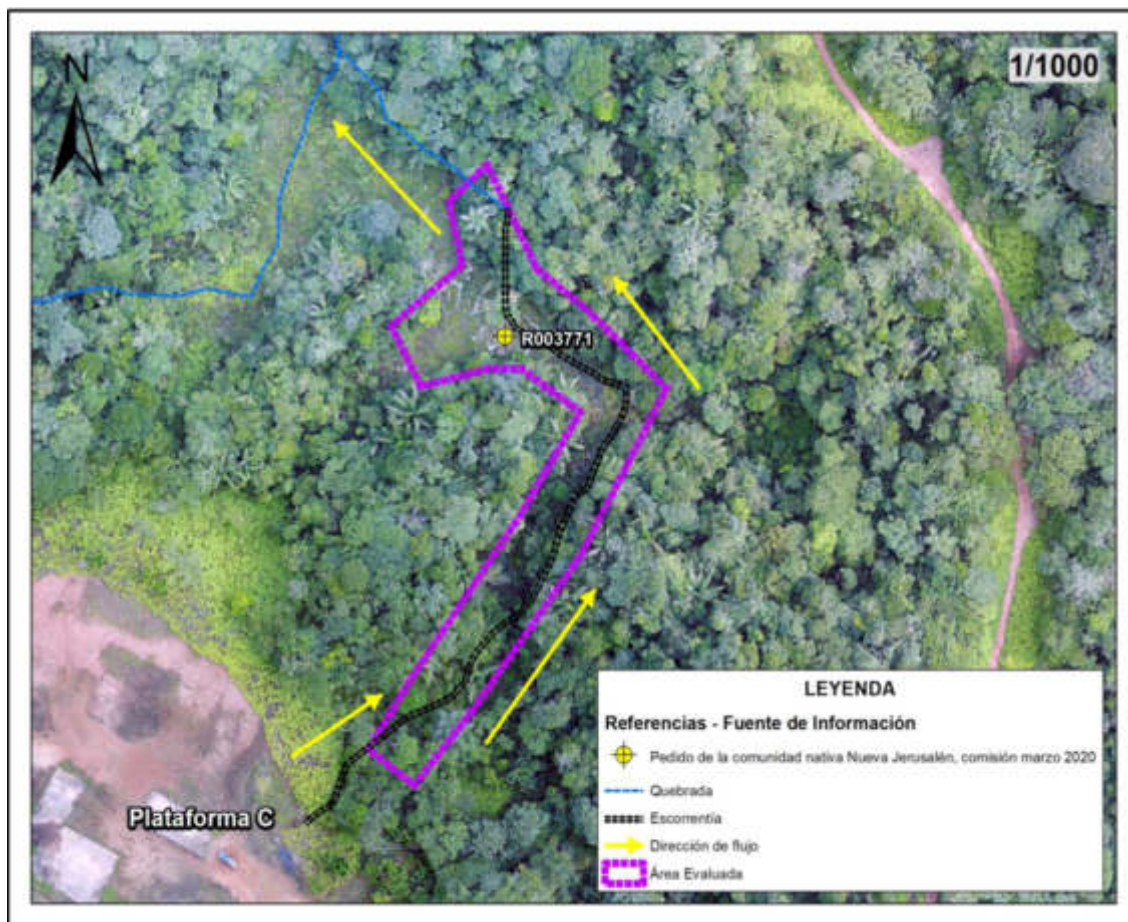 N
1/1000
R003771
Plataforma C
LEYENDA
Referencias - Fuente de Información
Pedido de la comunidad nativa Nueva Jerusalén, comisión marzo 2020
Quebrada
Escorrentía
Dirección de flujo
Área Evaluada